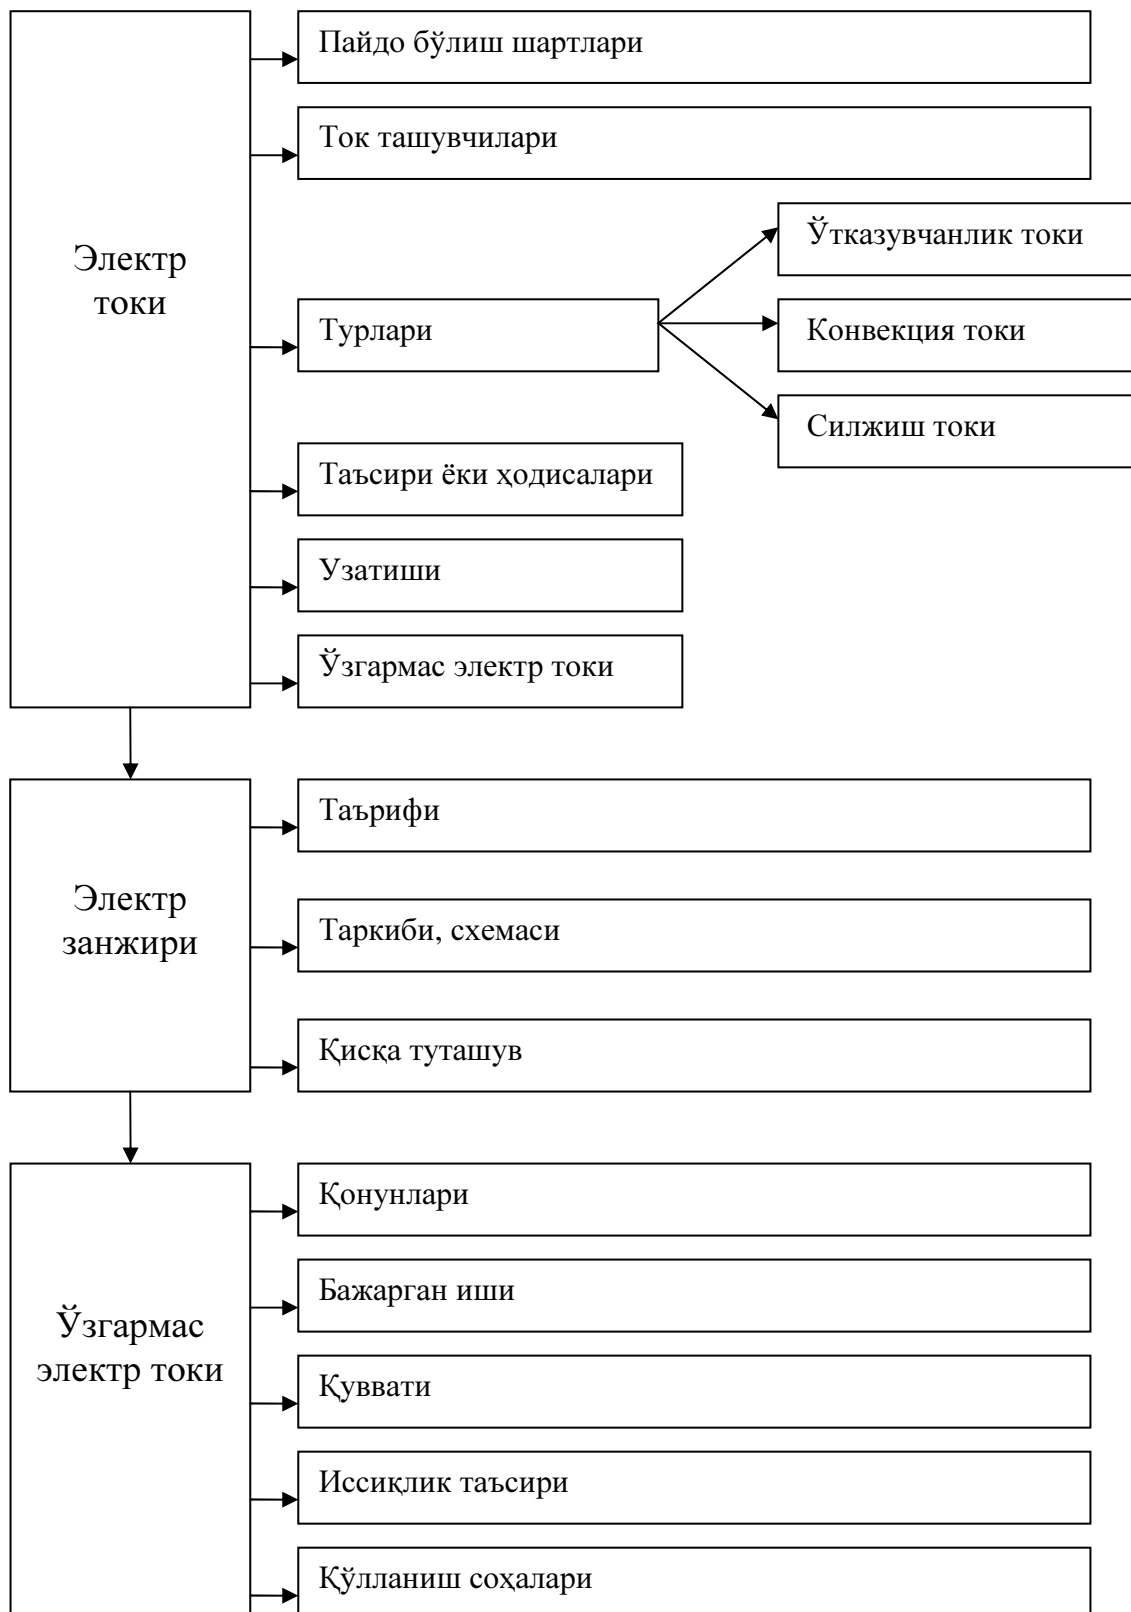 Пайдо бўлиш шартлари
Ток ташувчилари
Электр
токи
Турлари
Ўтказувчанлик токи
Конвекция токи
Силжиш токи
Таъсири ёки ҳодисалари
Узатиши
Ўзгармас электр токи
Электр
занжири
Таърифи
Таркиби, схемаси
Қисқа туташув
Ўзгармас
электр токи
Қонунлари
Бажарган иши
Қуввати
Иссиқлик таъсири
Қўлланиш соҳалари